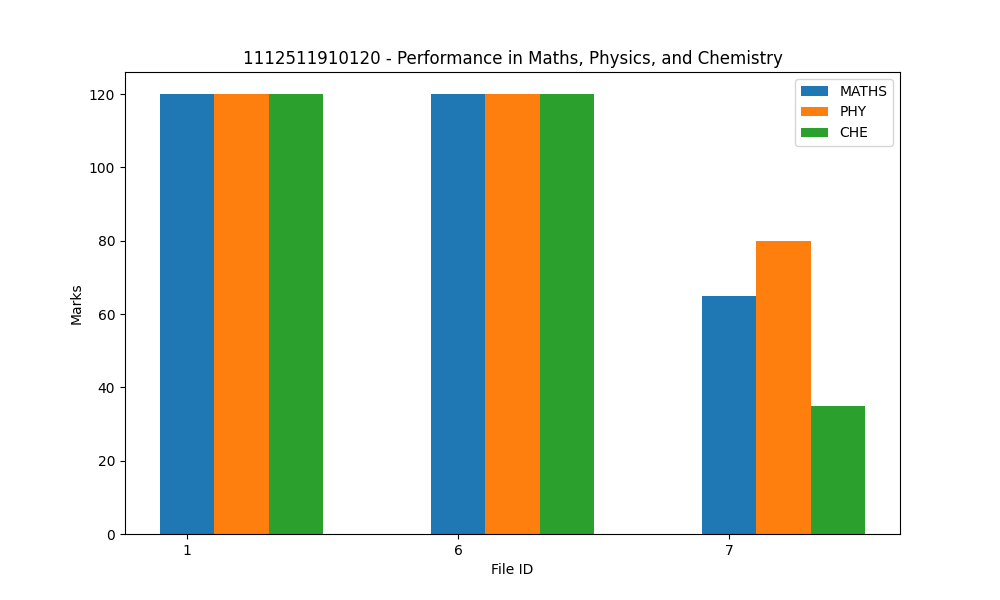 1112511910120 - Performance in Maths, Physics, and Chemistry
MATHS
PHY
CHE
120
100
80
60
40
20
0
Marks
1 6 7
File ID